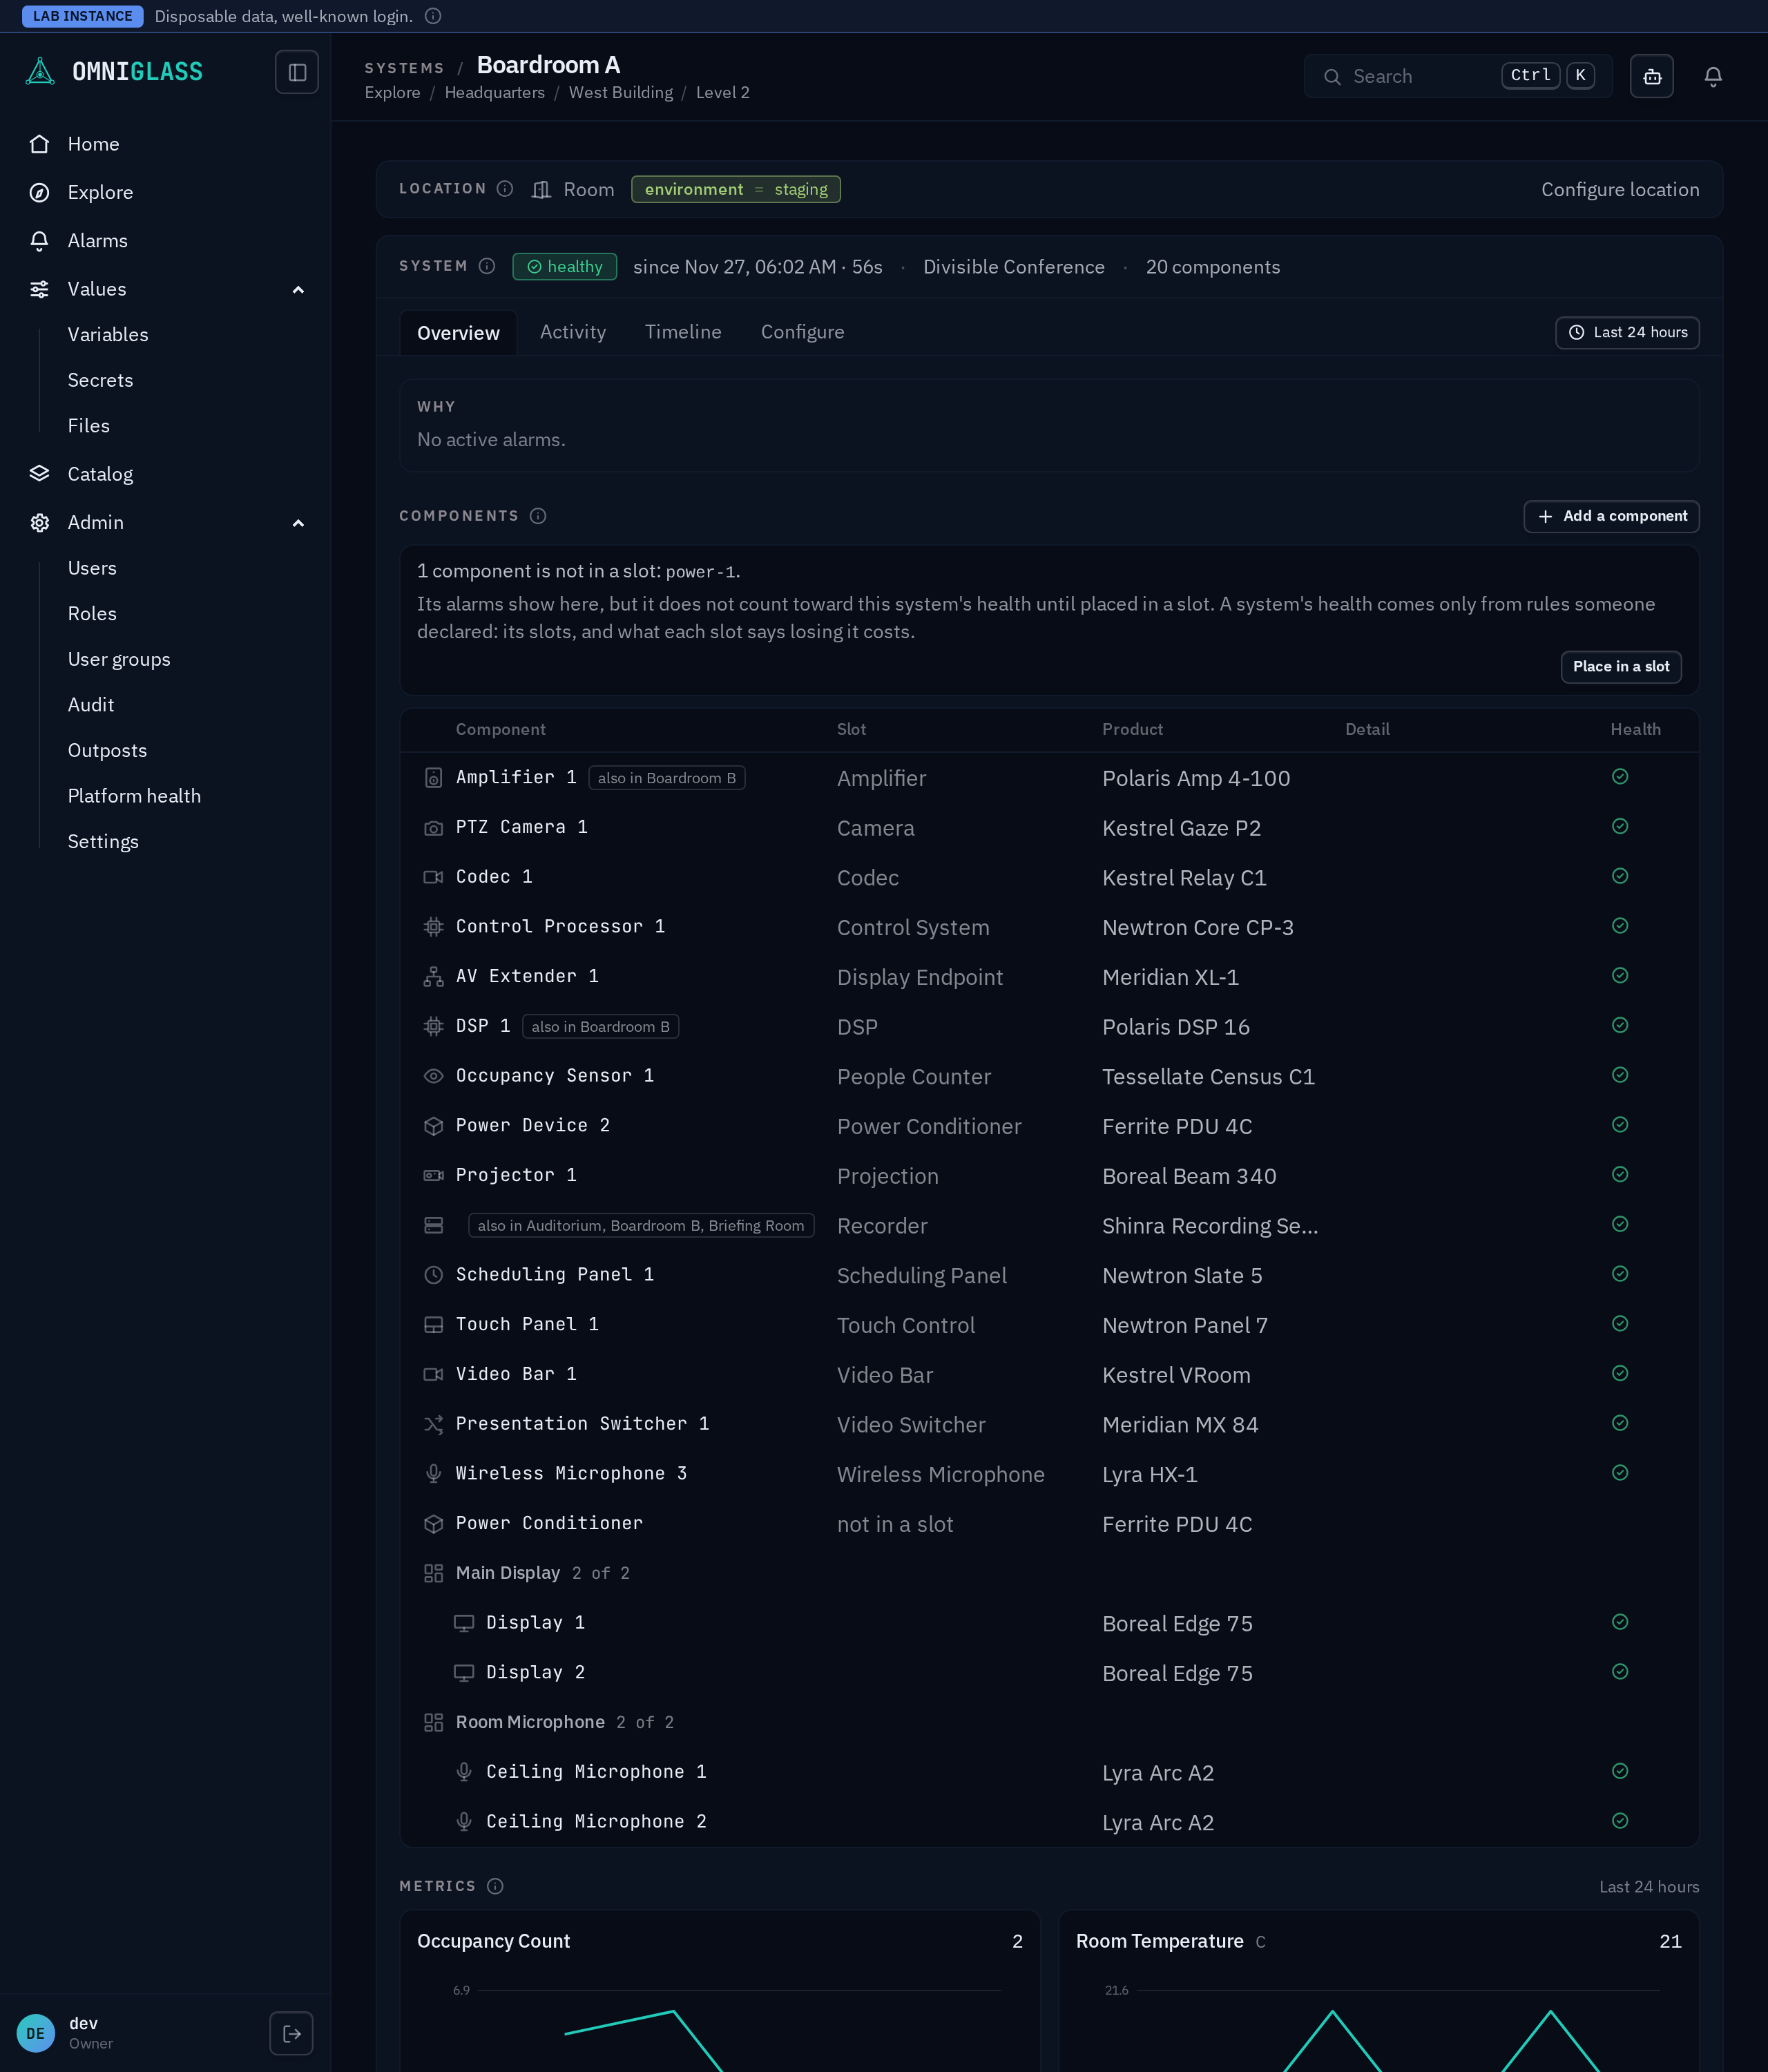 LAB INSTANCE Disposable data, well-known login.
OMNIGLASS
Home
Explore
Alarms
Values
Variables
Secrets
Files
Catalog
Admin
Users
Roles
User groups
Audit
Outposts
Platform health
Settings
DE dev
Owner
SYSTEMS / Boardroom A
Explore / Headquarters / West Building / Level 2
Search Ctrl K
LOCATION Room environment = staging Configure location
SYSTEM healthy since Nov 27, 06:02 AM · 56s · Divisible Conference · 20 components
Overview Activity Timeline Configure Last 24 hours
WHY
No active alarms.
COMPONENTS Add a component
1 component is not in a slot: power-1.
Its alarms show here, but it does not count toward this system's health until placed in a slot. A system's health comes only from rules someone
declared: its slots, and what each slot says losing it costs.
Place in a slot
Component Slot Product Detail Health
Amplifier 1 also in Boardroom B Amplifier Polaris Amp 4-100
PTZ Camera 1 Camera Kestrel Gaze P2
Codec 1 Codec Kestrel Relay C1
Control Processor 1 Control System Newtron Core CP-3
AV Extender 1 Display Endpoint Meridian XL-1
DSP 1 also in Boardroom B DSP Polaris DSP 16
Occupancy Sensor 1 People Counter Tessellate Census C1
Power Device 2 Power Conditioner Ferrite PDU 4C
Projector 1 Projection Boreal Beam 340
also in Auditorium, Boardroom B, Briefing Room Recorder Shinra Recording Se...
Scheduling Panel 1 Scheduling Panel Newtron Slate 5
Touch Panel 1 Touch Control Newtron Panel 7
Video Bar 1 Video Bar Kestrel VRoom
Presentation Switcher 1 Video Switcher Meridian MX 84
Wireless Microphone 3 Wireless Microphone Lyra HX-1
Power Conditioner not in a slot Ferrite PDU 4C
Main Display 2 of 2
Display 1 Boreal Edge 75
Display 2 Boreal Edge 75
Room Microphone 2 of 2
Ceiling Microphone 1 Lyra Arc A2
Ceiling Microphone 2 Lyra Arc A2
METRICS Last 24 hours
Occupancy Count 2
6.9
Room Temperature C 21
21.6